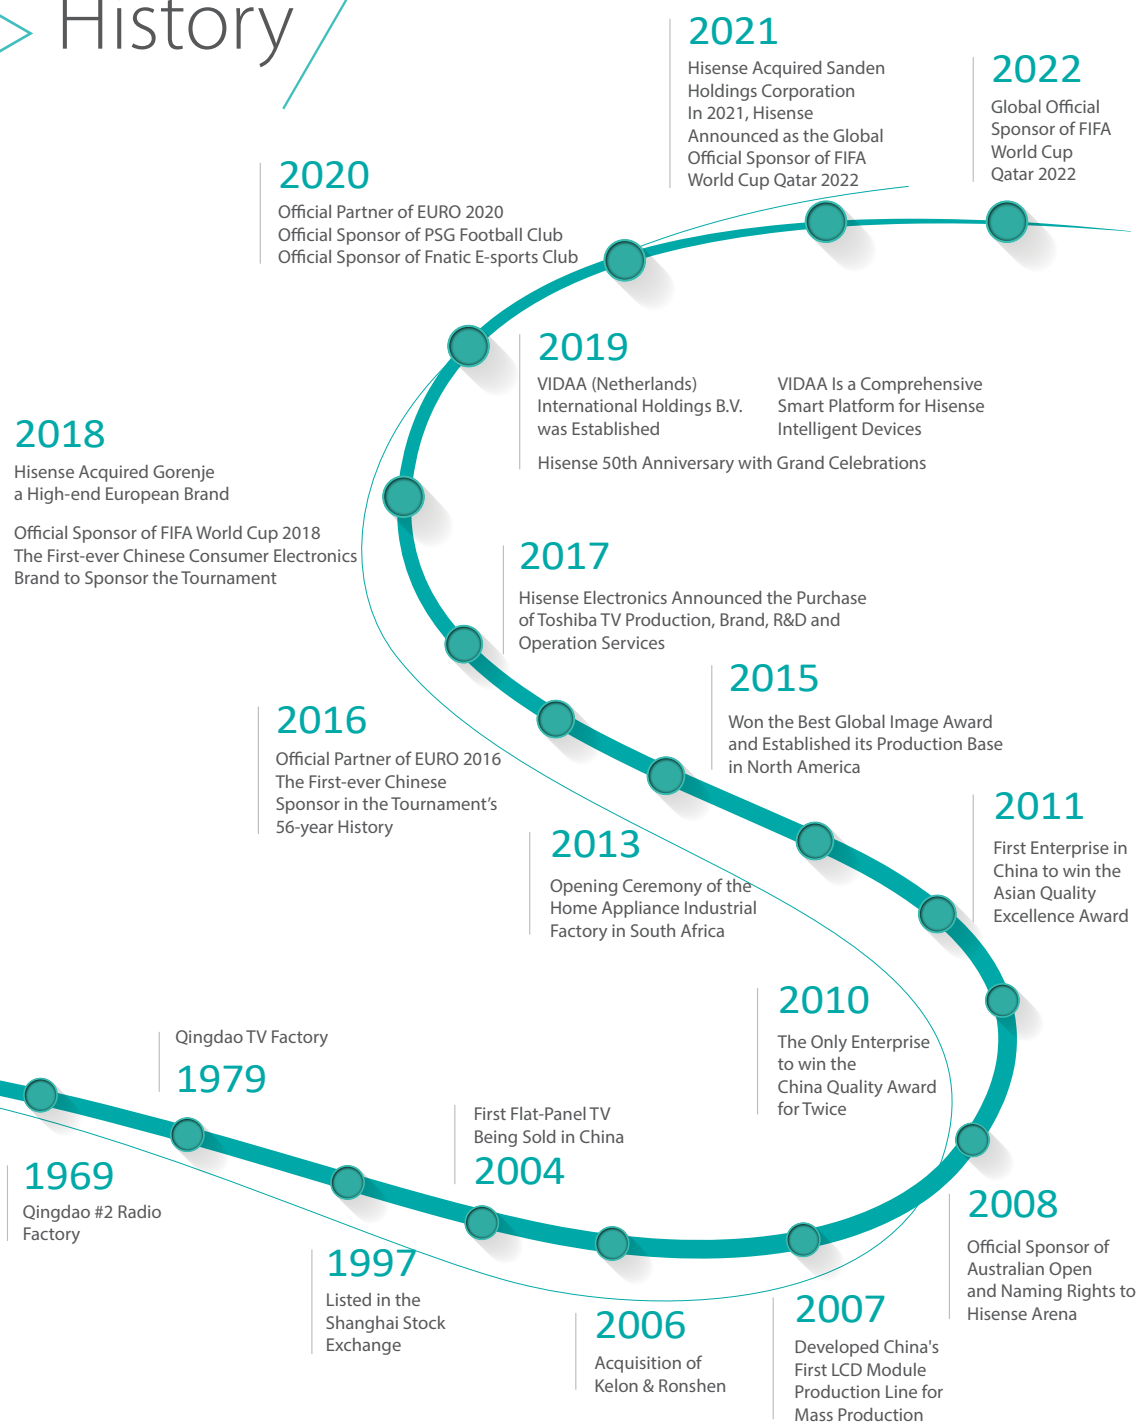 History
2021
Hisense Acquired Sanden
Holdings Corporation
In 2021, Hisense
Announced as the Global
Official Sponsor of FIFA
World Cup Qatar 2022
2022
Global Official
Sponsor of FIFA
World Cup
Qatar 2022
2020
Official Partner of EURO 2020
Official Sponsor of PSG Football Club
Official Sponsor of Fnatic E-sports Club
2019
VIDAA (Netherlands)
International Holdings B.V.
was Established
VIDAA Is a Comprehensive
Smart Platform for Hisense
Intelligent Devices
Hisense 50th Anniversary with Grand Celebrations
2018
Hisense Acquired Gorenje
a High-end European Brand
Official Sponsor of FIFA World Cup 2018
The First-ever Chinese Consumer Electronics
Brand to Sponsor the Tournament
2017
Hisense Electronics Announced the Purchase
of Toshiba TV Production, Brand, R&D and
Operation Services
2016
Official Partner of EURO 2016
The First-ever Chinese
Sponsor in the Tournament’s
56-year History
2015
Won the Best Global Image Award
and Established its Production Base
in North America
2013
Opening Ceremony of the
Home Appliance Industrial
Factory in South Africa
2011
First Enterprise in
China to win the
Asian Quality
Excellence Award
2010
The Only Enterprise
to win the
China Quality Award
for Twice
Qingdao TV Factory
1979
First Flat-Panel TV
Being Sold in China
2004
1969
Qingdao #2 Radio
Factory
1997
Listed in the
Shanghai Stock
Exchange
2006
Acquisition of
Kelon & Ronshen
2007
Developed China's
First LCD Module
Production Line for
Mass Production
2008
Official Sponsor of
Australian Open
and Naming Rights to
Hisense Arena